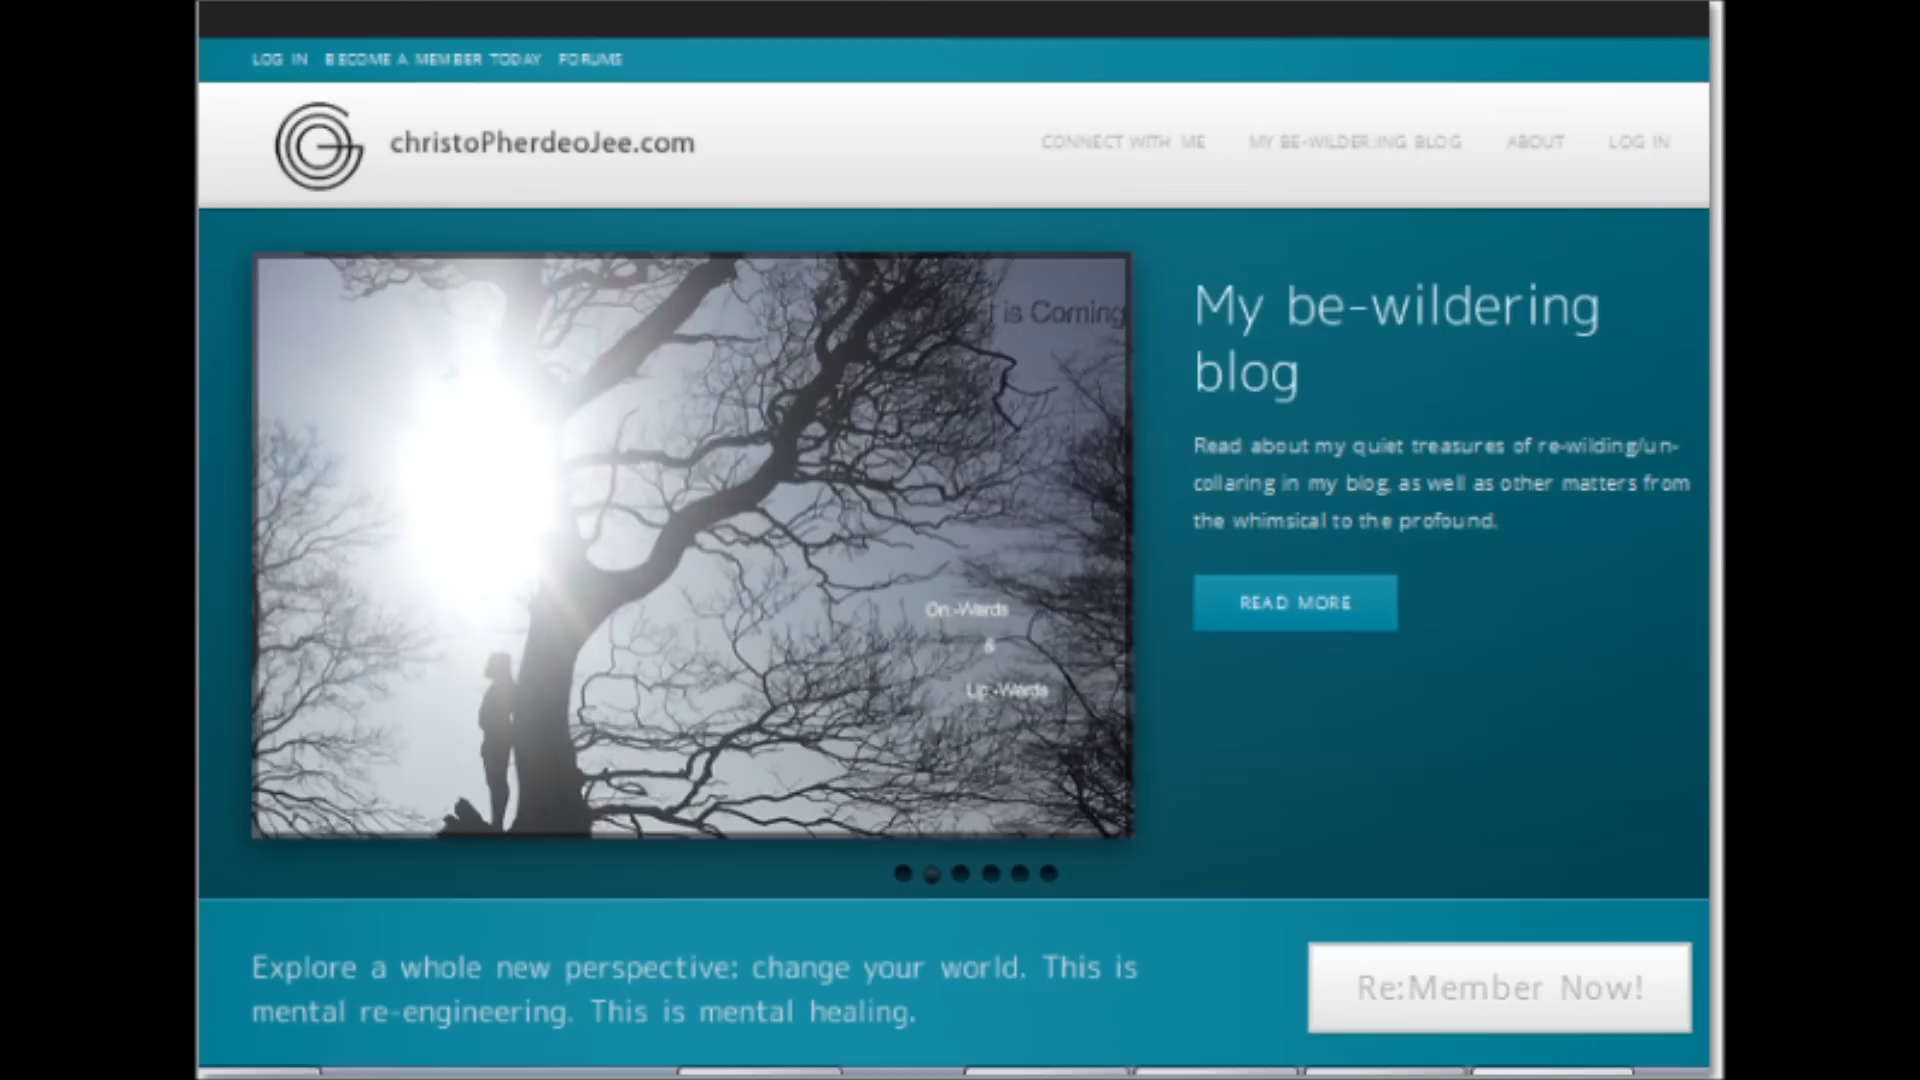 LOG IN BECOME A MEMBER TODAY FORUMS
christoPherdeoJee.com
CONNECT WITH ME MY BE-WILDER:ING BLOG ABOUT LOG IN
is Coming
My be-wildering
blog
Read about my quiet treasures of re-wilding/un-
collaring in my blog, as well as other matters from
the whimsical to the profound.
READ MORE
On:-Wards
&
Up:-Wards
Explore a whole new perspective: change your world. This is
mental re-engineering. This is mental healing.
Re:Member Now!